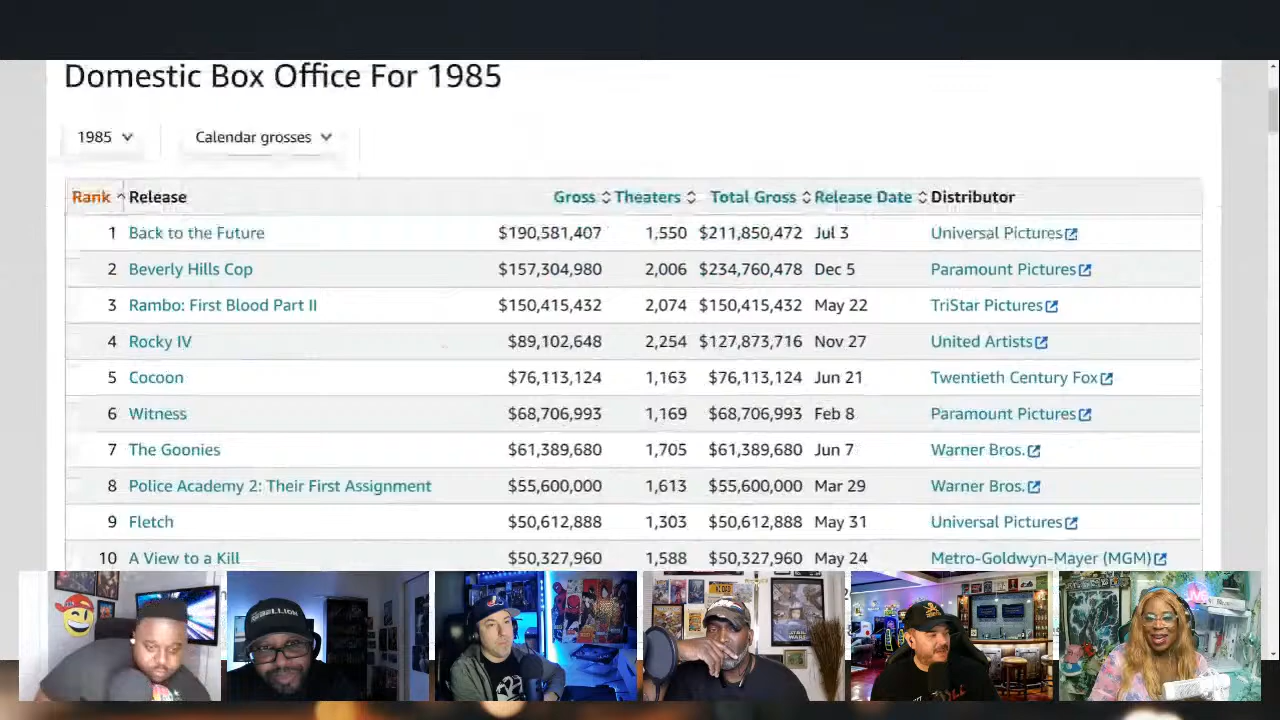 Domestic Box Office For 1985
1985 Calendar grosses
Rank Release Gross Theaters Total Gross Release Date Distributor
1 Back to the Future $190,581,407 1,550 $211,850,472 Jul 3 Universal Pictures
2 Beverly Hills Cop $157,304,980 2,006 $234,760,478 Dec 5 Paramount Pictures
3 Rambo: First Blood Part II $150,415,432 2,074 $150,415,432 May 22 TriStar Pictures
4 Rocky IV $89,102,648 2,254 $127,873,716 Nov 27 United Artists
5 Cocoon $76,113,124 1,163 $76,113,124 Jun 21 Twentieth Century Fox
6 Witness $68,706,993 1,169 $68,706,993 Feb 8 Paramount Pictures
7 The Goonies $61,389,680 1,705 $61,389,680 Jun 7 Warner Bros.
8 Police Academy 2: Their First Assignment $55,600,000 1,613 $55,600,000 Mar 29 Warner Bros.
9 Fletch $50,612,888 1,303 $50,612,888 May 31 Universal Pictures
10 A View to a Kill $50,327,960 1,588 $50,327,960 May 24 Metro-Goldwyn-Mayer (MGM)
REBELLION
STAR WARS